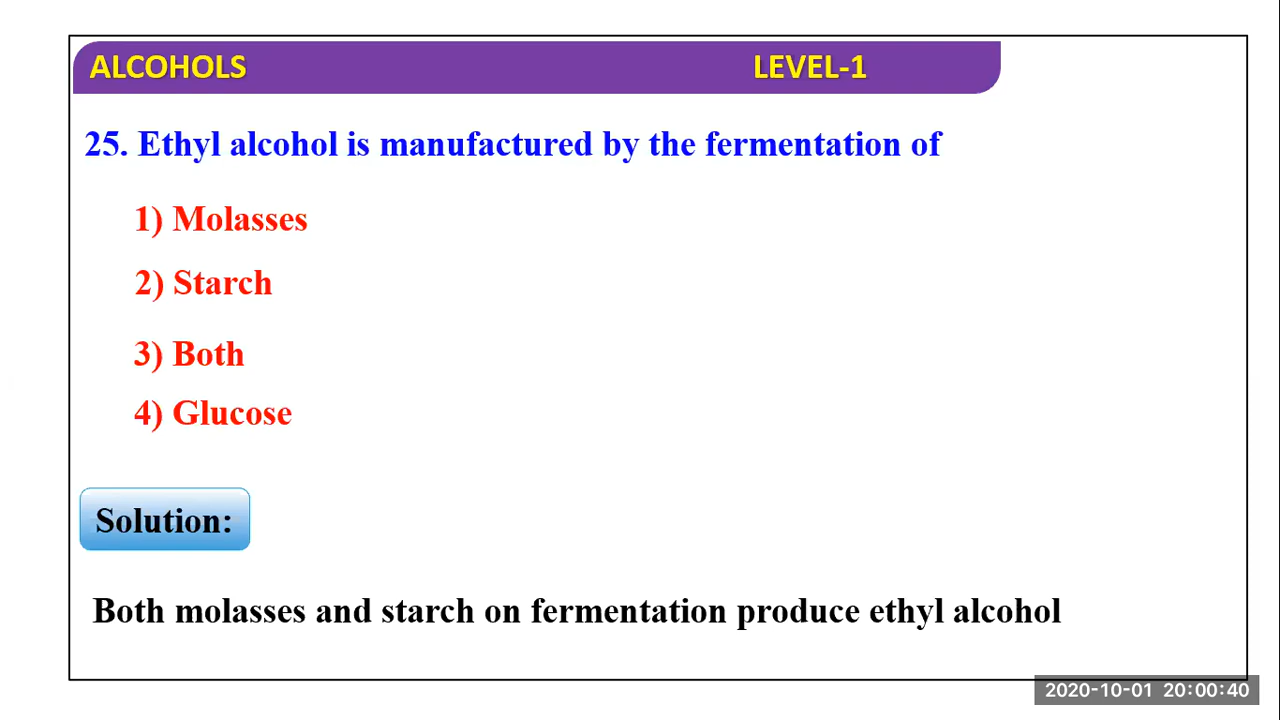 ALCOHOLS LEVEL-1
25. Ethyl alcohol is manufactured by the fermentation of
1) Molasses
2) Starch
3) Both
4) Glucose
Solution:
Both molasses and starch on fermentation produce ethyl alcohol
2020-10-01 20:00:40